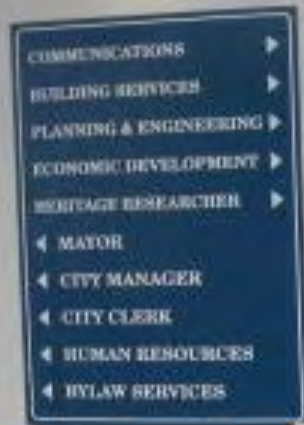 COMMUNICATIONS
BUILDING SERVICES
PLANNING & ENGINEERING
ECONOMIC DEVELOPMENT
HERITAGE RESEARCHER
MAYOR
CITY MANAGER
CITY CLERK
HUMAN RESOURCES
BYLAW SERVICES